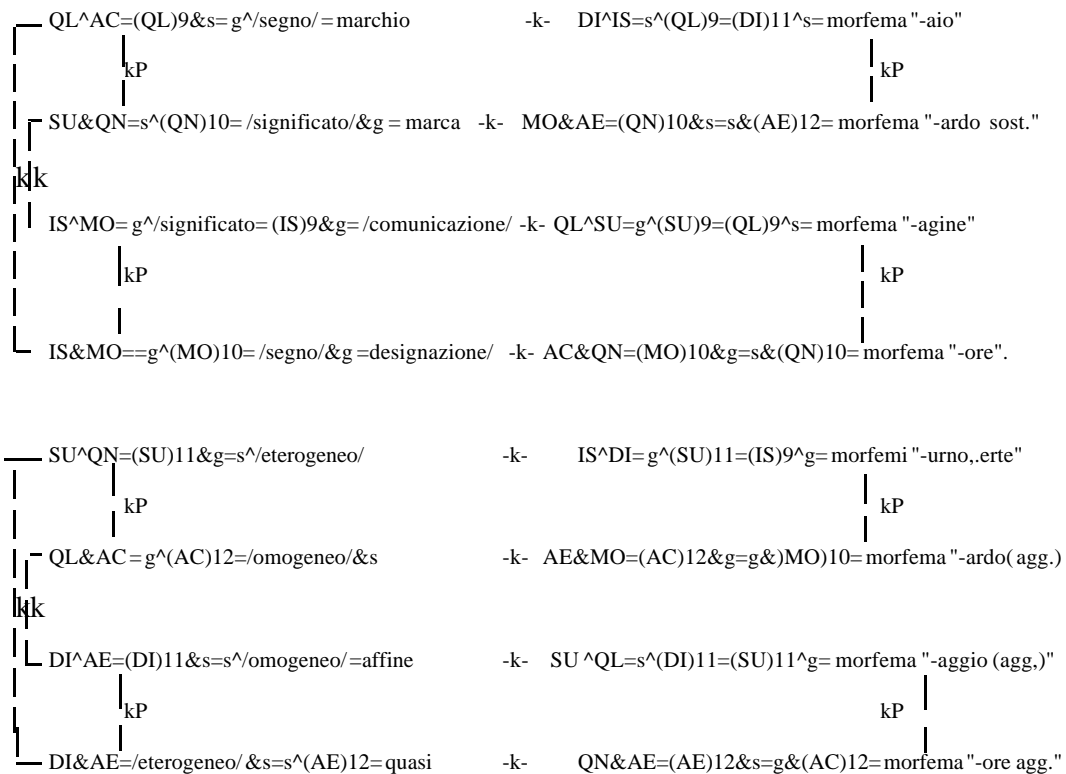 QL^AC=(QL)9&s=g^/segno/=marchio -k- DI^IS=s^(QL)9=(DI)11^s=morfema "-aio"
kP kP
SU&QN=s^(QN)10=/significato/&g=marca -k- MO&AE=(QN)10&s=s&(AE)12=morfema "-ardo sost."
kk
IS^MO=g^/significato=(IS)9&g=/comunicazione/ -k- QL^SU=g^(SU)9=(QL)9^s=morfema "-agine"
kP kP
IS&MO==g^(MO)10=/segno/&g=designazione/ -k- AC&QN=(MO)10&g=s&(QN)10=morfema "-ore".
SU^QN=(SU)11&g=s^/eterogeneo/ -k- IS^DI=g^(SU)11=(IS)9^g=morfemi "-urno,.erte"
kP kP
QL&AC=g^(AC)12=/omogeneo/&s -k- AE&MO=(AC)12&g=g&)MO)10=morfema "-ardo(agg.)
kk
DI^AE=(DI)11&s=s^/omogeneo/=affine -k- SU^QL=s^(DI)11=(SU)11^g=morfema "-aggio (agg,)"
kP kP
DI&AE=/eterogeneo/&s=s^(AE)12=quasi -k- QN&AE=(AE)12&s=g&(AC)12=morfema "-ore agg."